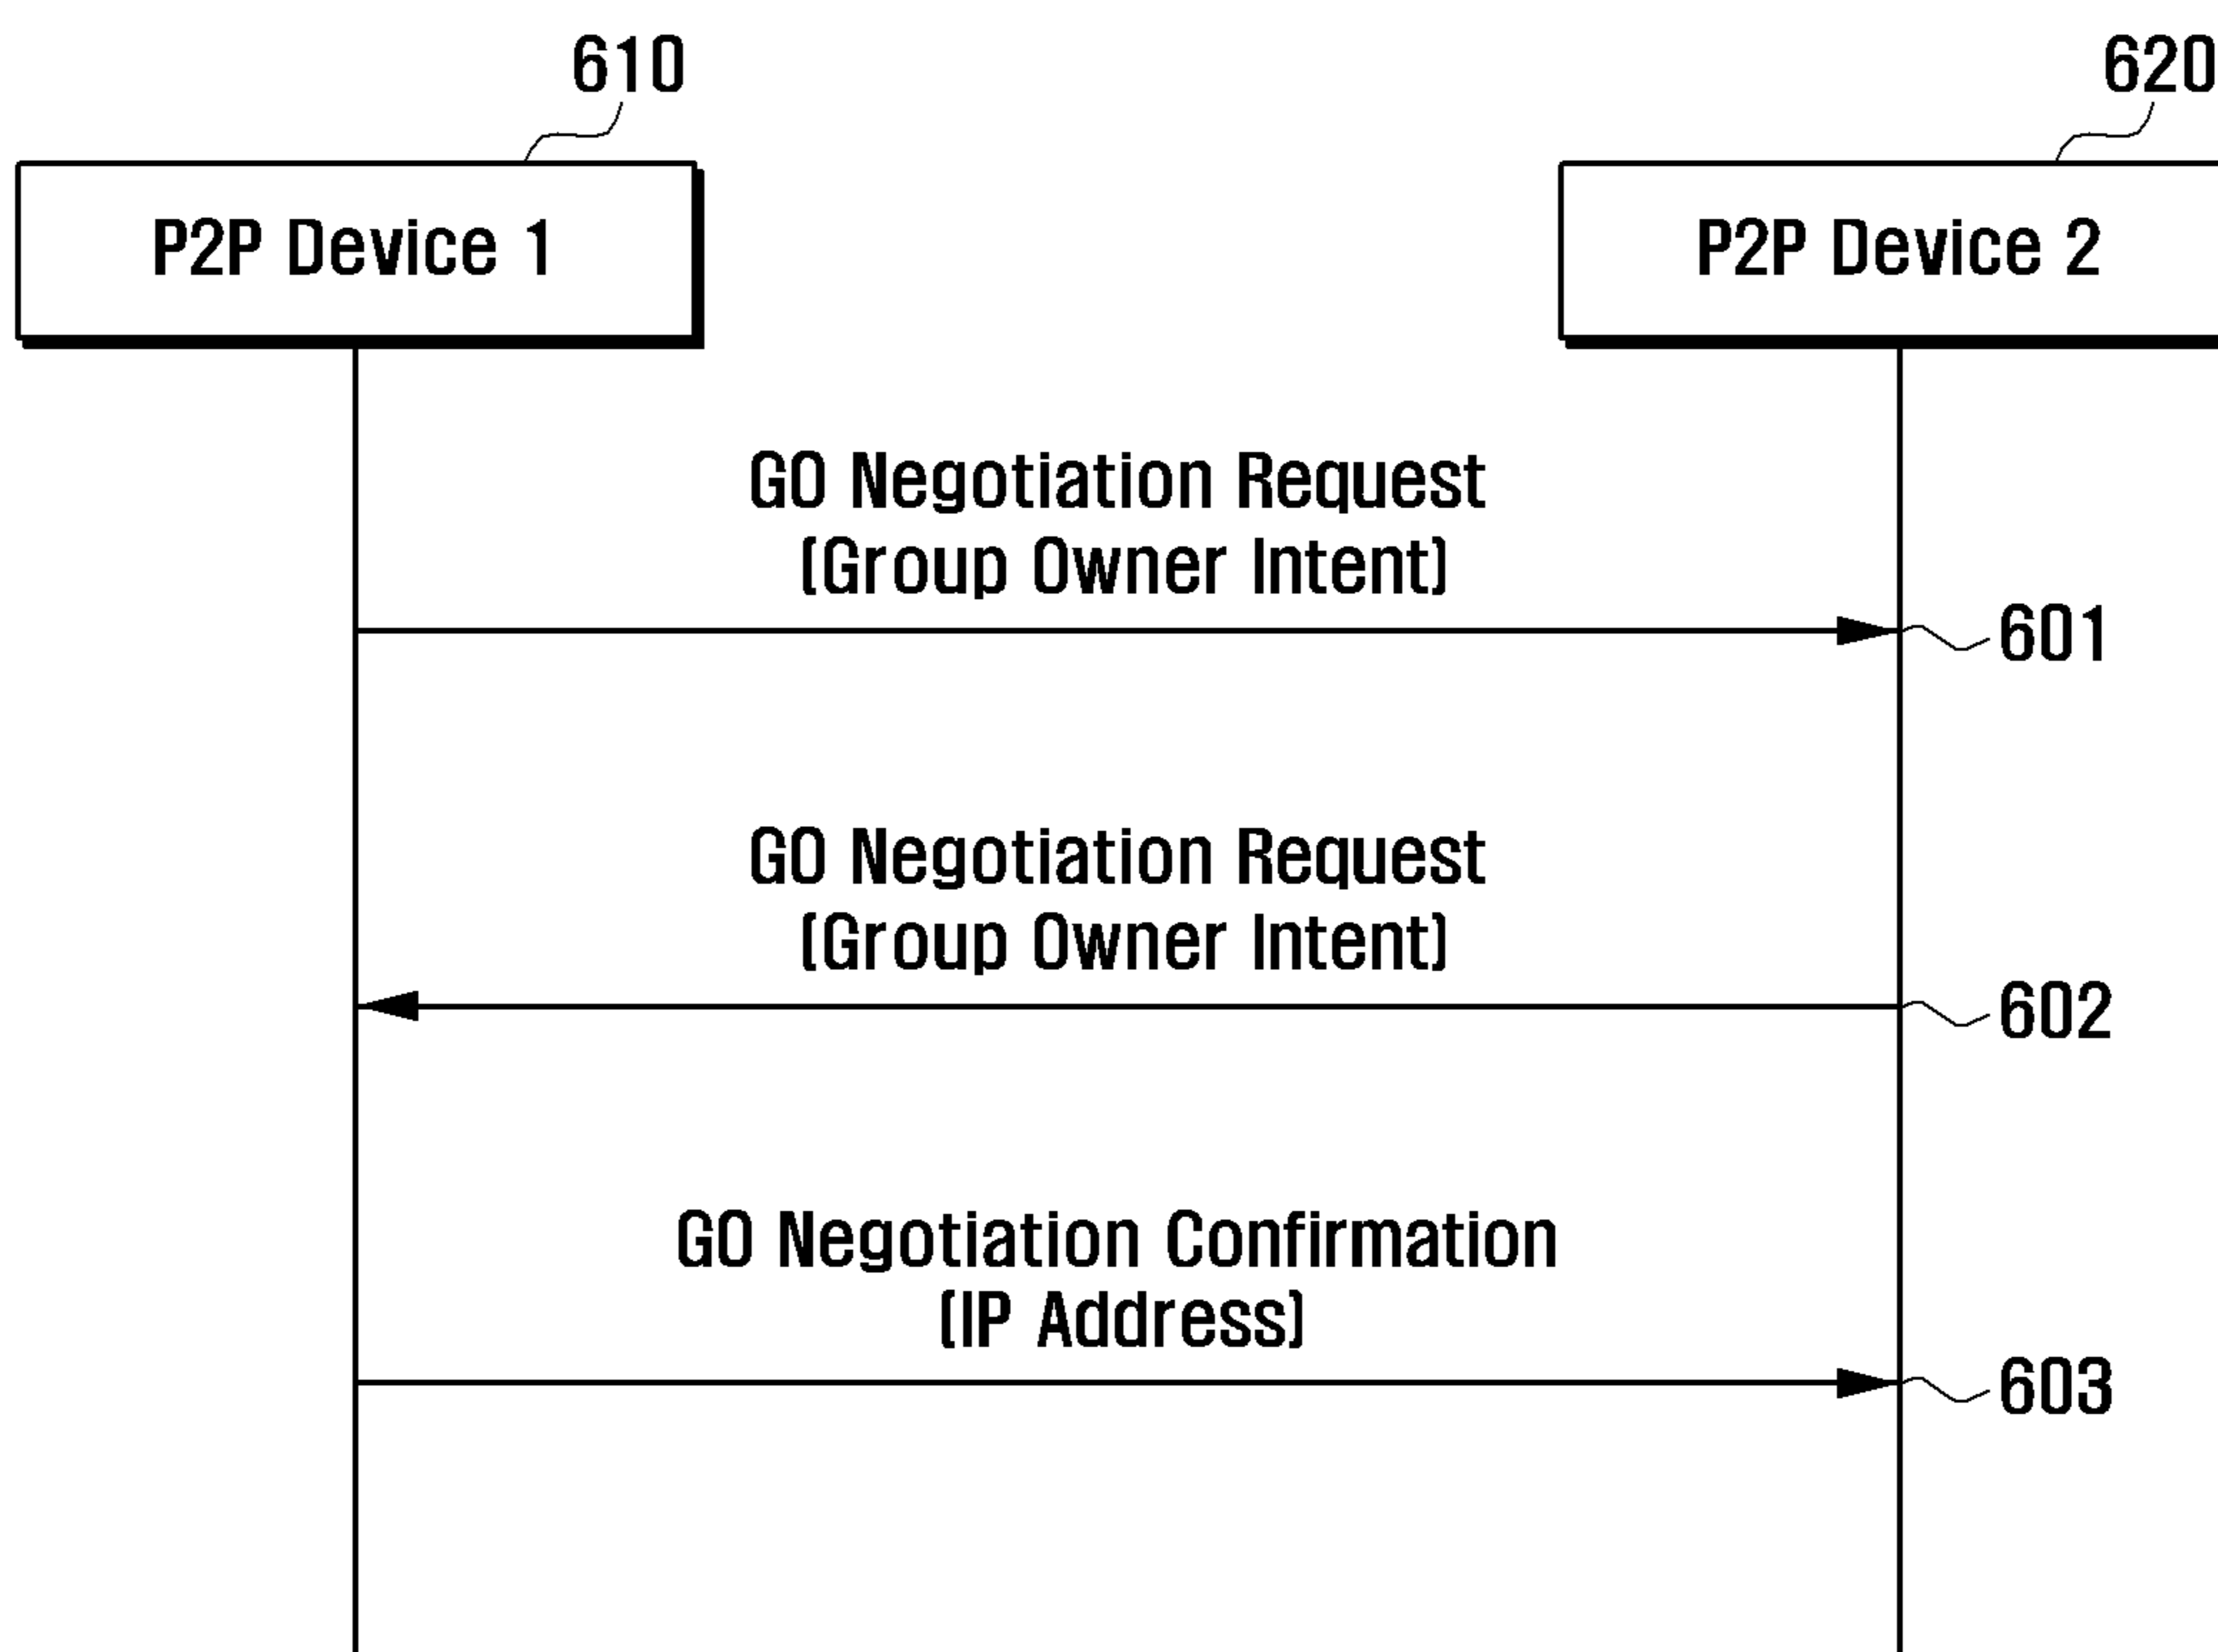 610
620
P2P Device 1
P2P Device 2
GO Negotiation Request
(Group Owner Intent)
601
GO Negotiation Request
(Group Owner Intent)
602
GO Negotiation Confirmation
(IP Address)
603